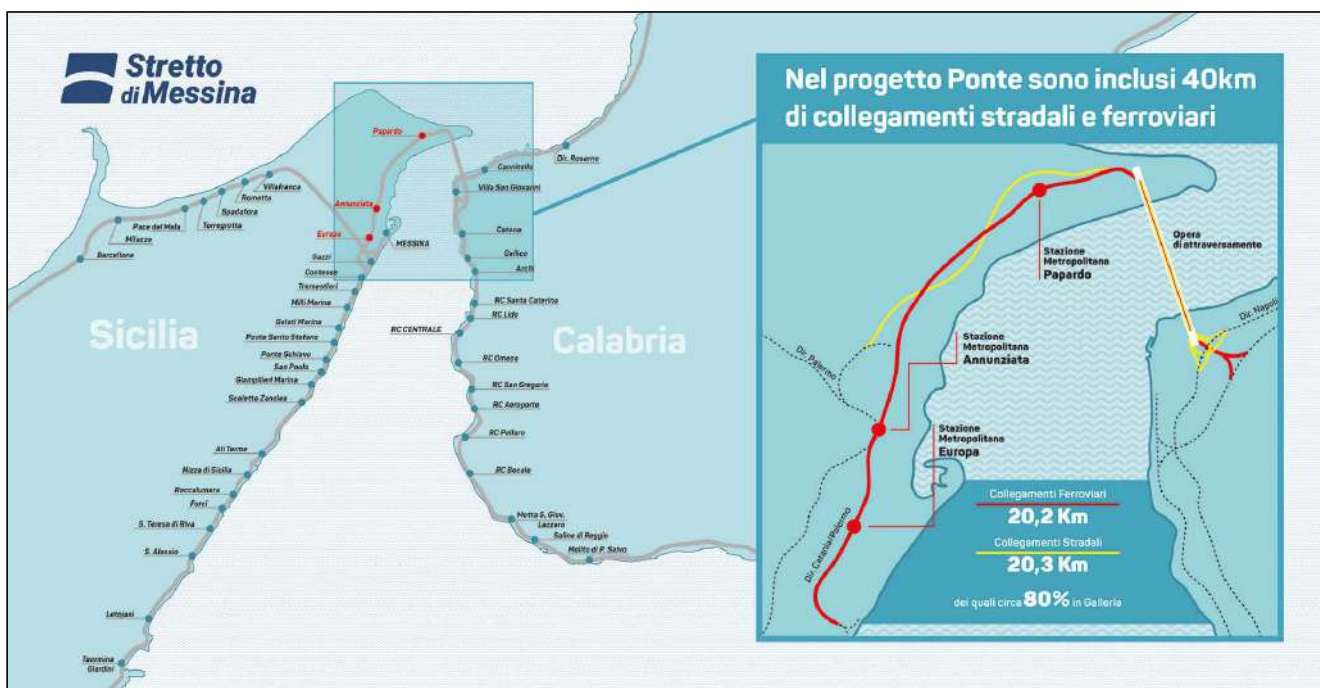 Stretto
di Messina
Papardo
Annunziata
Europa
MESSINA
Villafranca
Rometta
Spadafora
Torregrotta
Pace del Mela
Milazzo
Barcellona
Gazzi
Contesse
Tremestieri
Mili Marina
Galati Marina
Ponte Santo Stefano
Ponte Schiavo
San Paolo
Giampilieri Marina
Scaletta Zanclea
Alì Terme
Nizza di Sicilia
Roccalumera
Furci
S. Teresa di Riva
S. Alessio
Letojani
Taormina
Giardini
Sicilia
Calabria
Dir. Rosarno
Cannitello
Villa San Giovanni
Catona
Gallico
Archi
RC Santa Caterina
RC Lido
RC CENTRALE
RC Omeca
RC San Gregorio
RC Aeroporto
RC Pellaro
RC Bocale
Motta S. Giov.
Lazzaro
Saline di Reggio
Melito di P. Salvo
Nel progetto Ponte sono inclusi 40km
di collegamenti stradali e ferroviari
Opera
di attraversamento
Stazione
Metropolitana
Papardo
Dir. Napoli
Stazione
Metropolitana
Annunziata
Dir. Palermo
Stazione
Metropolitana
Europa
Dir. Catania/Palermo
Collegamenti Ferroviari
20,2 Km
Collegamenti Stradali
20,3 Km
dei quali circa 80% in Galleria